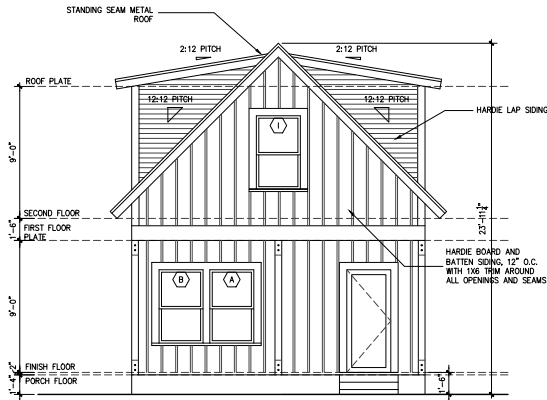 STANDING SEAM METAL
ROOF
2:12 PITCH
2:12 PITCH
ROOF PLATE
12:12 PITCH
12:12 PITCH
HARDIE LAP SIDING
9'-0"
1
23'-11 1/4"
SECOND FLOOR
1'-6"
FIRST FLOOR
PLATE
HARDIE BOARD AND
BATTEN SIDING, 12" O.C.
WITH 1X6 TRIM AROUND
ALL OPENINGS AND SEAMS
B
A
9'-0"
FINISH FLOOR
2"
PORCH FLOOR
1'-4"
1'-6"